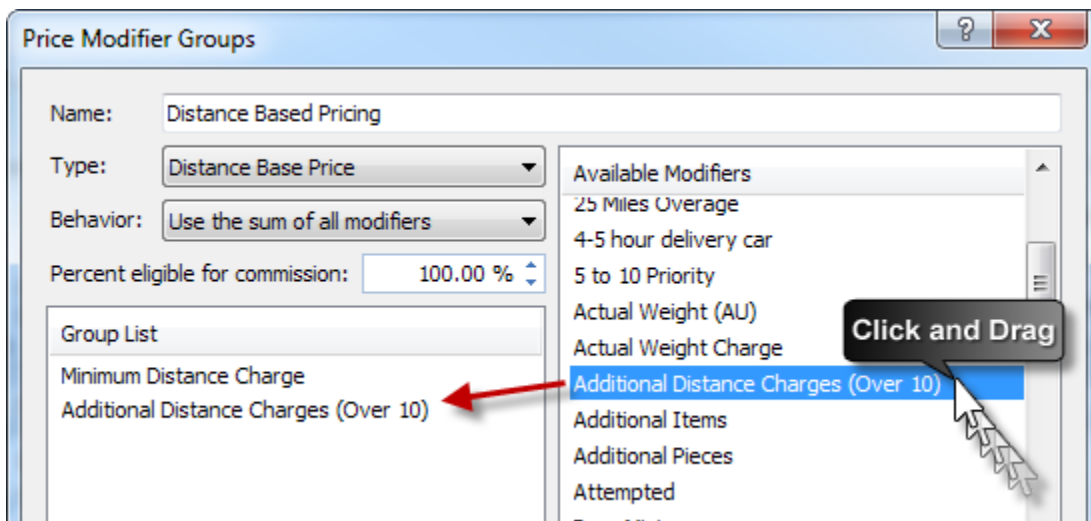 Price Modifier Groups
?
Name:
Distance Based Pricing
Type:
Distance Base Price
Behavior:
Use the sum of all modifiers
Percent eligible for commission:
100.00 %
Group List
Minimum Distance Charge
Additional Distance Charges (Over 10)
Available Modifiers
25 Miles Overage
4-5 hour delivery car
5 to 10 Priority
Actual Weight (AU)
Actual Weight Charge
Additional Distance Charges (Over 10)
Additional Items
Additional Pieces
Attempted
Click and Drag